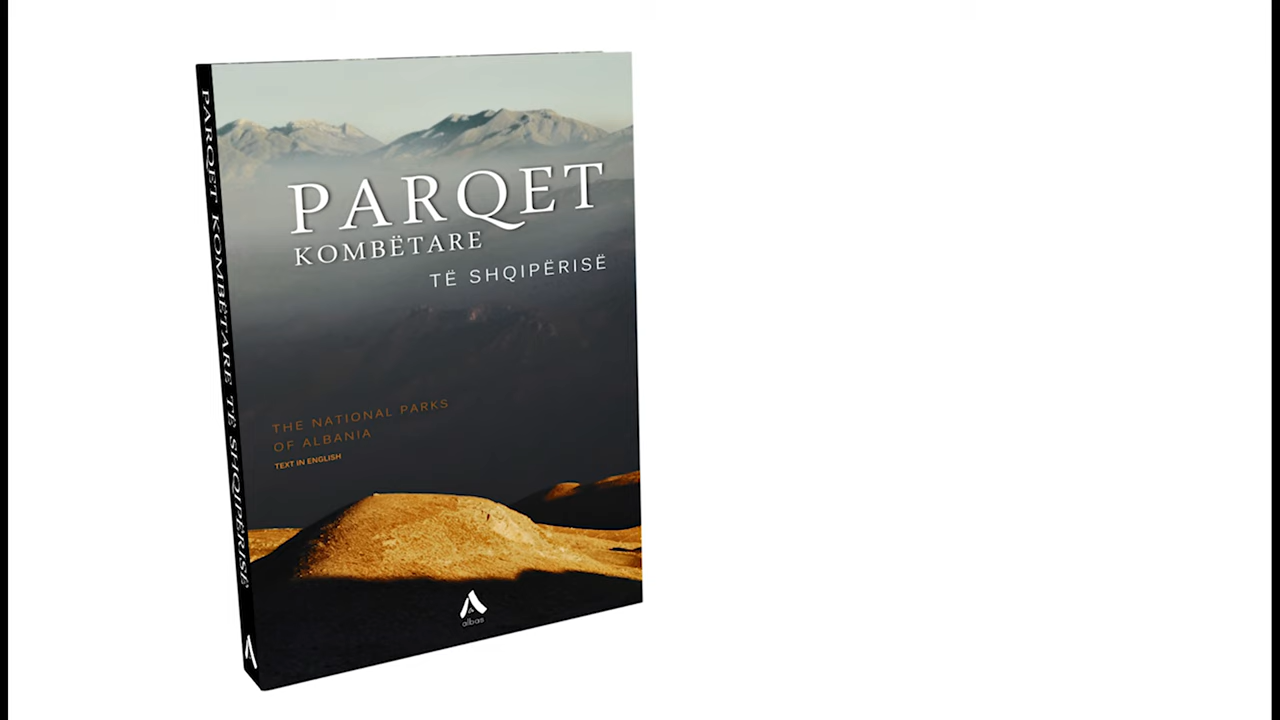 PARQET KOMBËTARE TË SHQIPËRISË
PARQET
KOMBËTARE
TË SHQIPËRISË
THE NATIONAL PARKS
OF ALBANIA
TEXT IN ENGLISH
albas